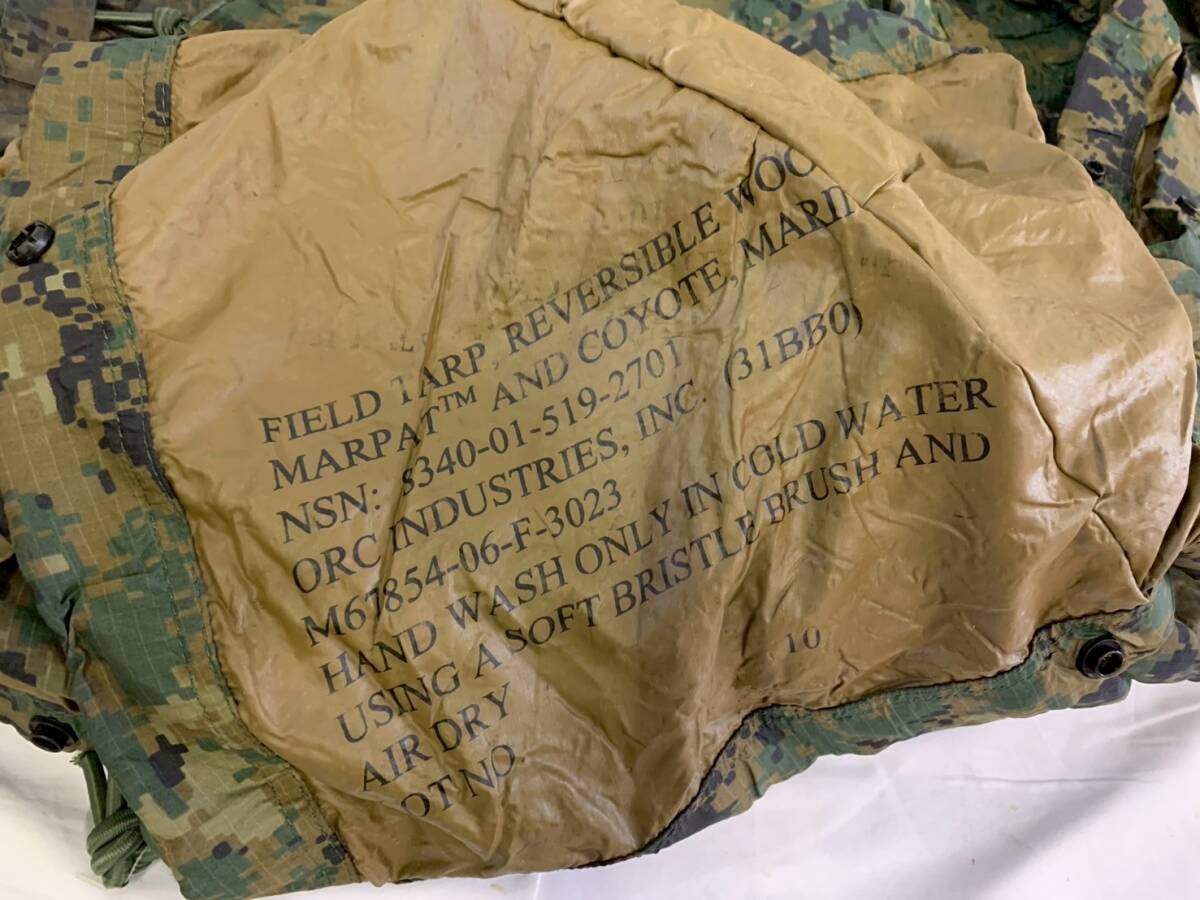 FIELD TARP, REVERSIBLE WOO
MARPAT™ AND COYOTE, MARIN
NSN: 8340-01-519-2701
ORC INDUSTRIES, INC. (31BB0)
M67854-06-F-3023
HAND WASH ONLY IN COLD WATER
USING A SOFT BRISTLE BRUSH AND
AIR DRY
OT NO. 10